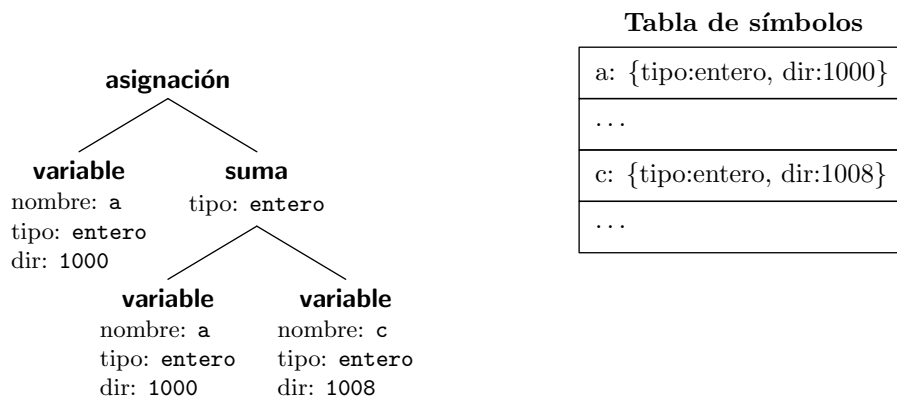 Tabla de símbolos
a: {tipo:entero, dir:1000}
. . .
c: {tipo:entero, dir:1008}
. . .
asignación
variable
nombre: a
tipo: entero
dir: 1000
suma
tipo: entero
variable
nombre: a
tipo: entero
dir: 1000
variable
nombre: c
tipo: entero
dir: 1008